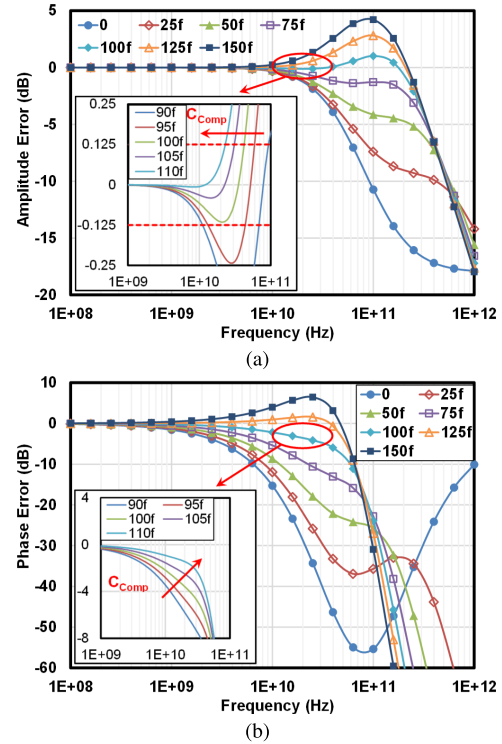 5
0
-5
-10
-15
-20
Amplitude Error (dB)
0 25f 50f 75f
100f 125f 150f
0.25
0.125
0
-0.125
-0.25
90f
95f
100f
105f
110f
C_Comp
1E+09 1E+10 1E+11
1E+08 1E+09 1E+10 1E+11 1E+12
Frequency (Hz)
(a)
10
0
-10
-20
-30
-40
-50
-60
Phase Error (dB)
0 25f
50f 75f
100f 125f
150f
4
0
-4
-8
90f 95f
100f 105f
110f
C_Comp
1E+09 1E+10 1E+11
1E+08 1E+09 1E+10 1E+11 1E+12
Frequency (Hz)
(b)